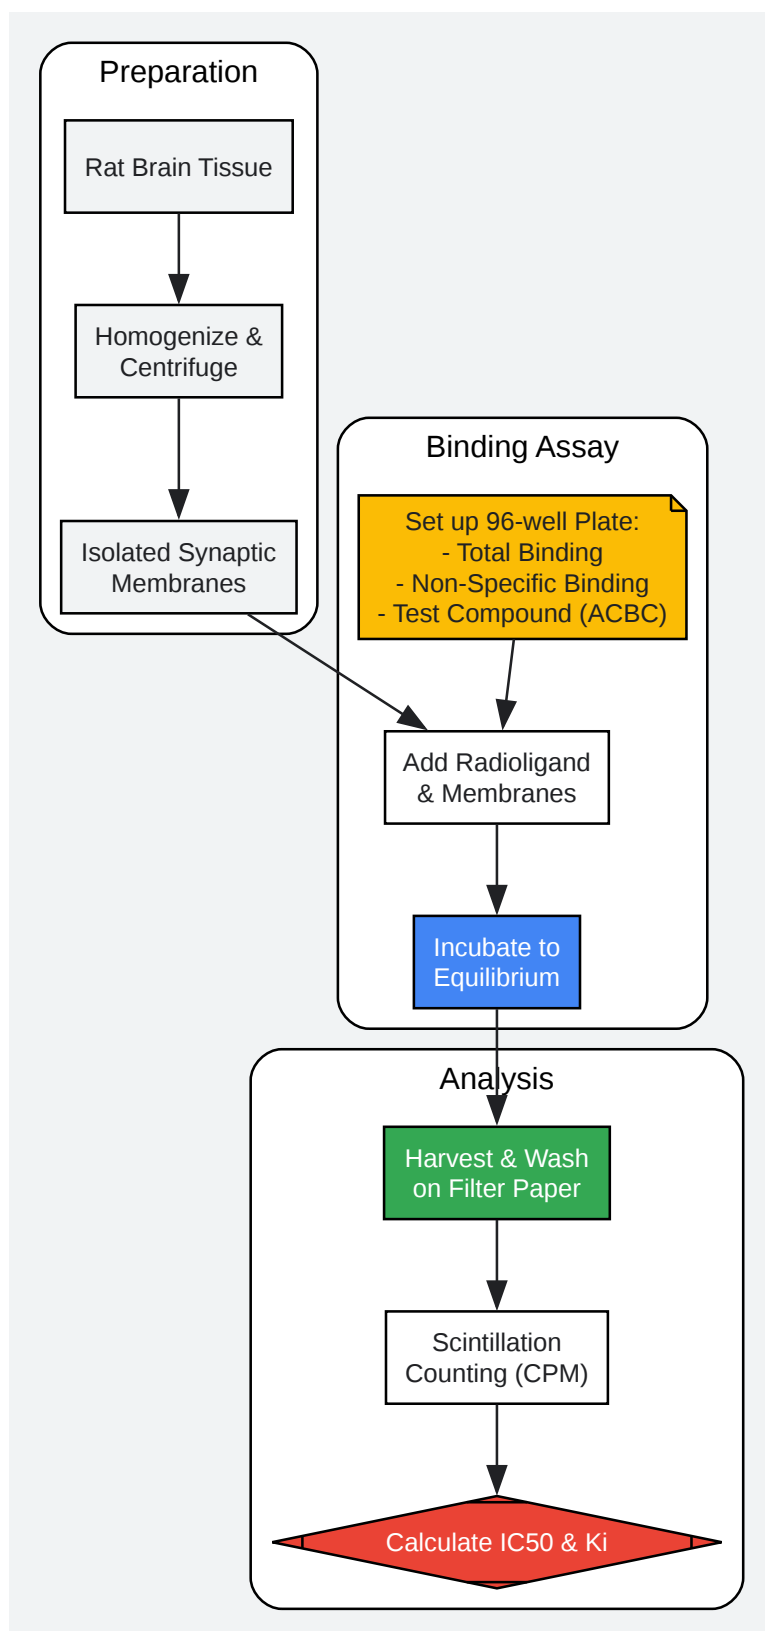 Preparation
Rat Brain Tissue
Homogenize &
Centrifuge
Isolated Synaptic
Membranes
Binding Assay
Set up 96-well Plate:
- Total Binding
- Non-Specific Binding
- Test Compound (ACBC)
Add Radioligand
& Membranes
Incubate to
Equilibrium
Analysis
Harvest & Wash
on Filter Paper
Scintillation
Counting (CPM)
Calculate IC50 & Ki